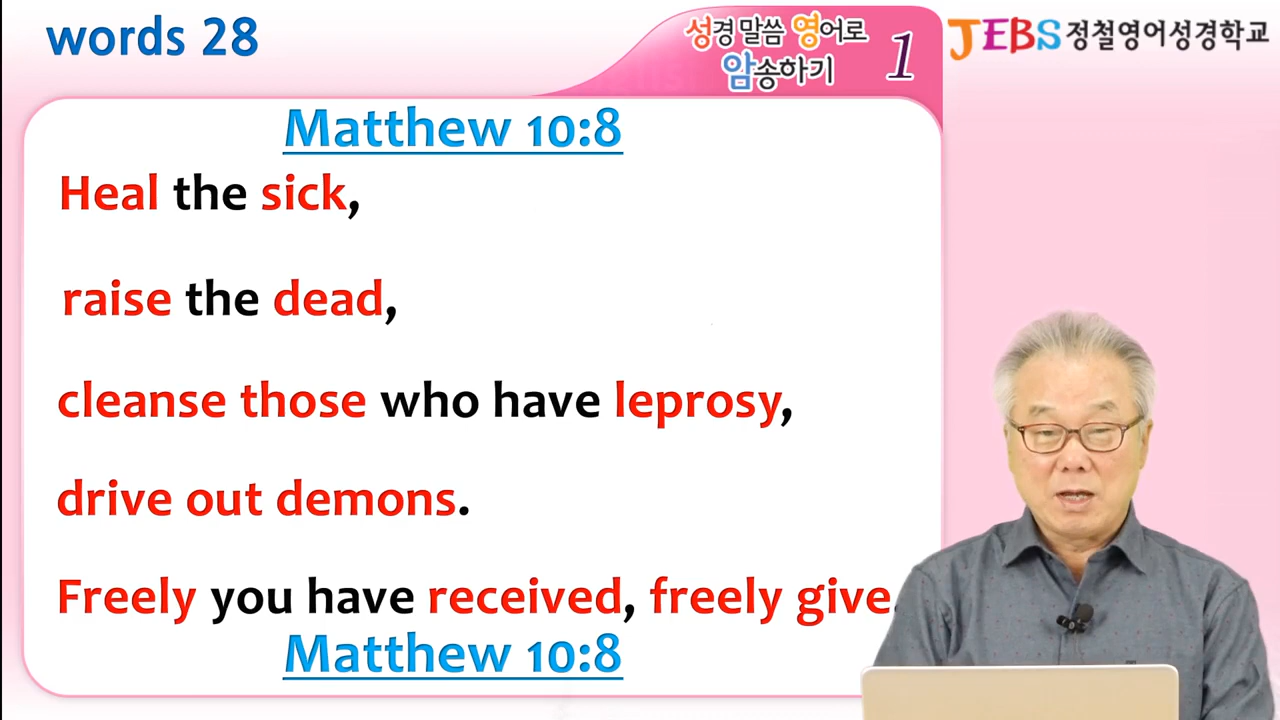 words 28
성경 말씀 영어로
암송하기
1
JEBS 정철영어성경학교
Matthew 10:8
Heal the sick,
raise the dead,
cleanse those who have leprosy,
drive out demons.
Freely you have received, freely give.
Matthew 10:8